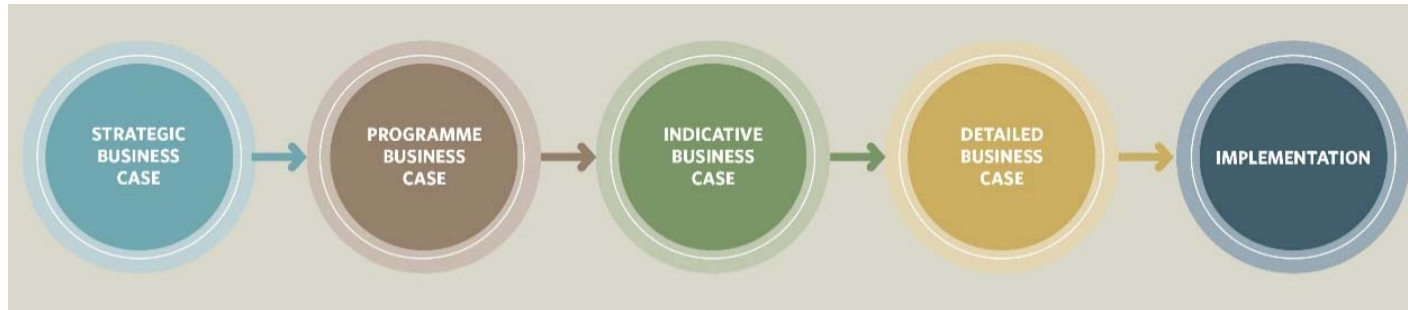 STRATEGIC
BUSINESS
CASE
PROGRAMME
BUSINESS
CASE
INDICATIVE
BUSINESS
CASE
DETAILED
BUSINESS
CASE
IMPLEMENTATION